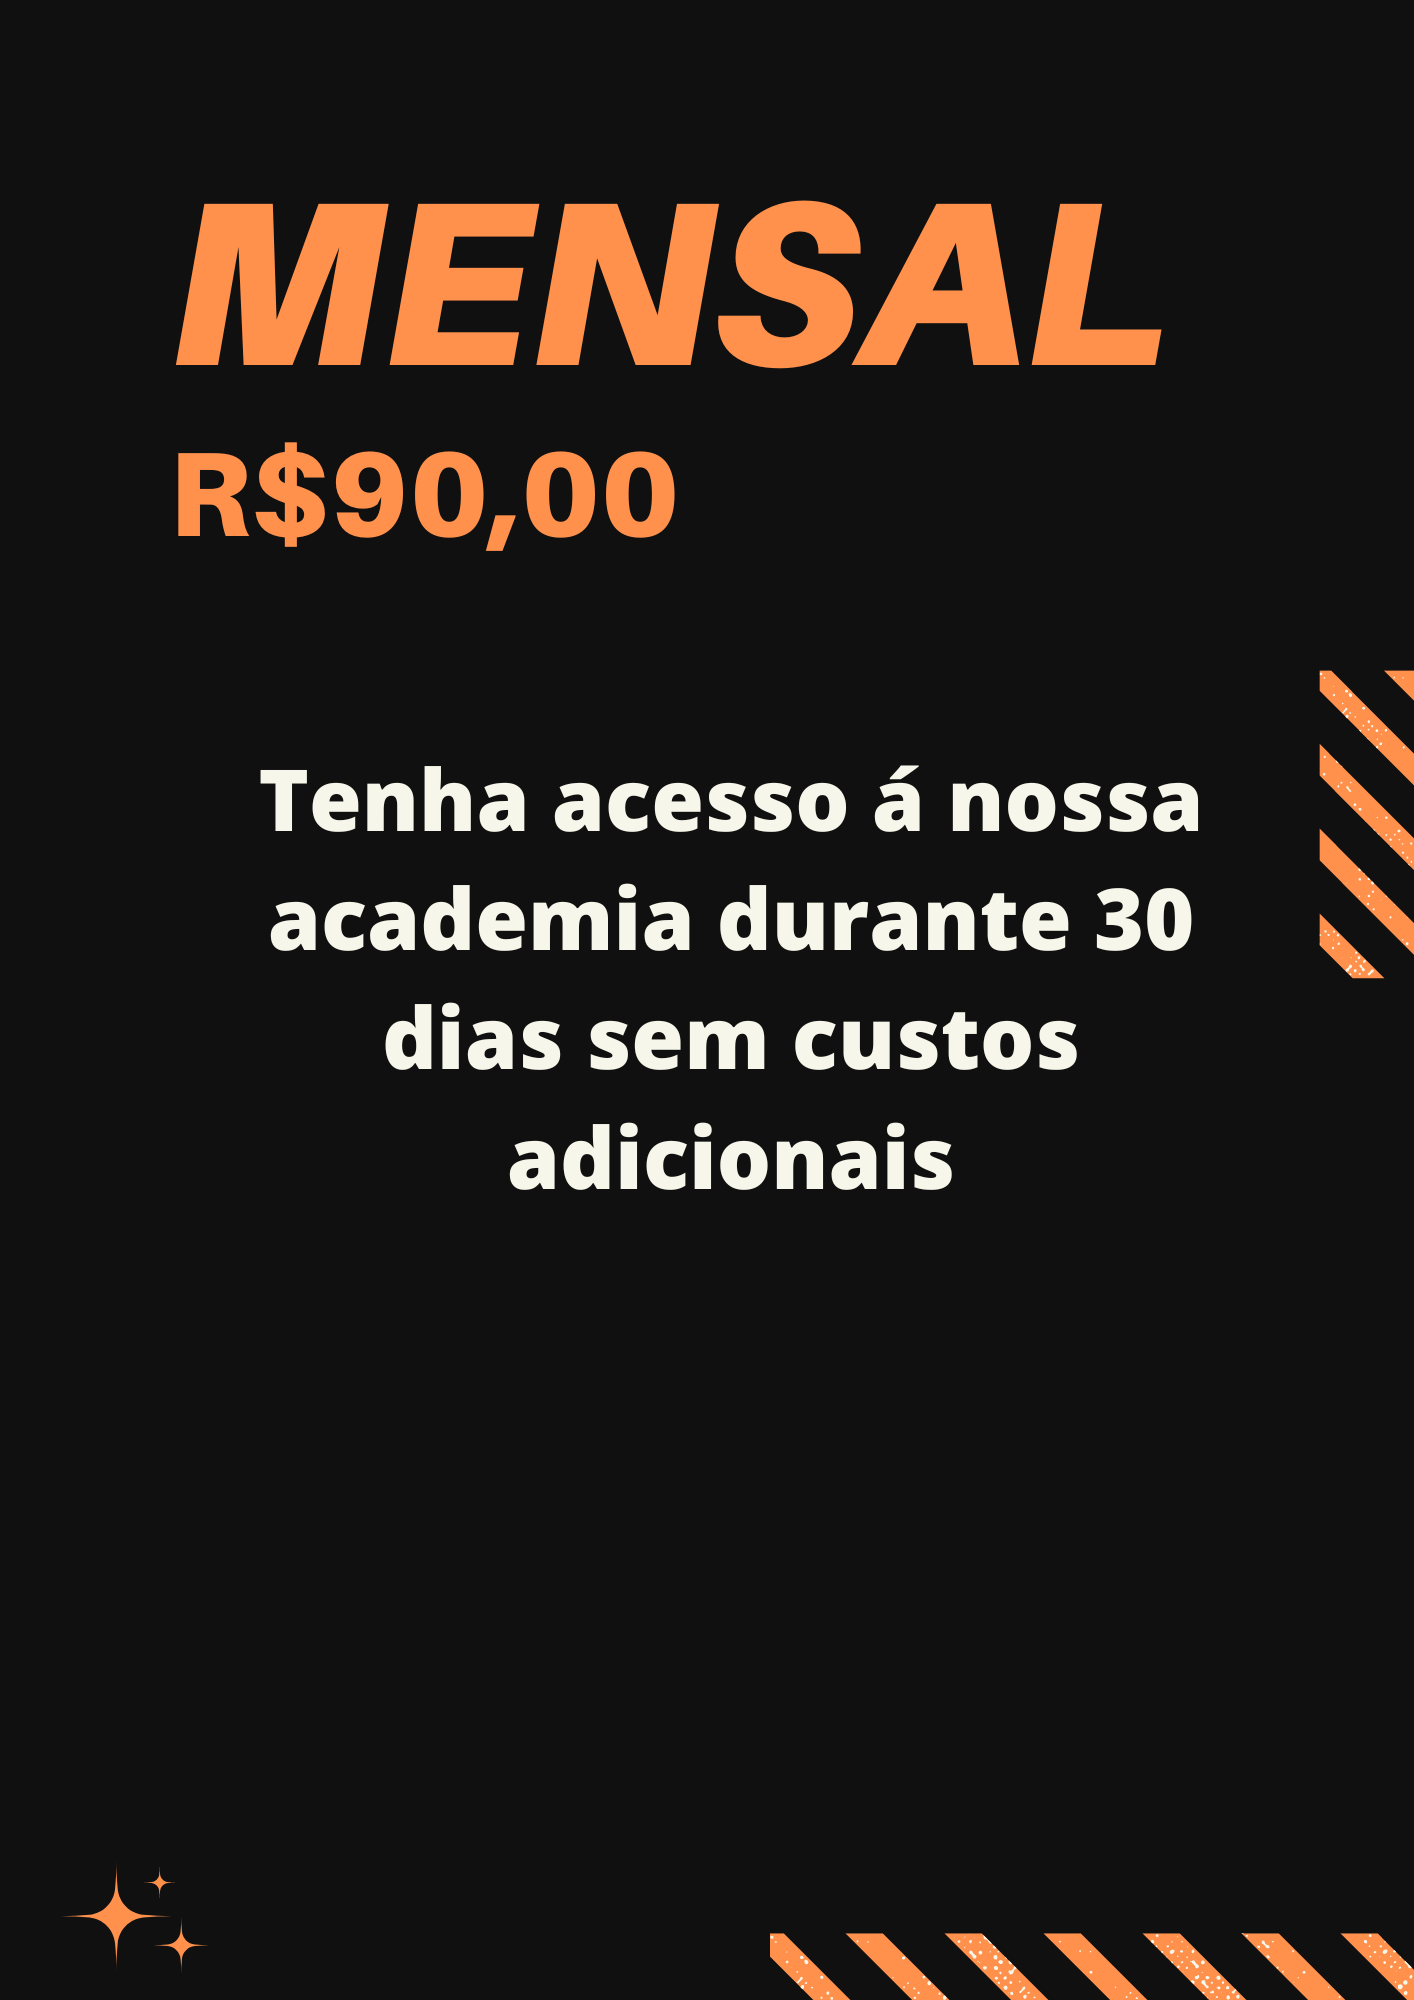 MENSAL
R$90,00
Tenha acesso á nossa
academia durante 30
dias sem custos
adicionais